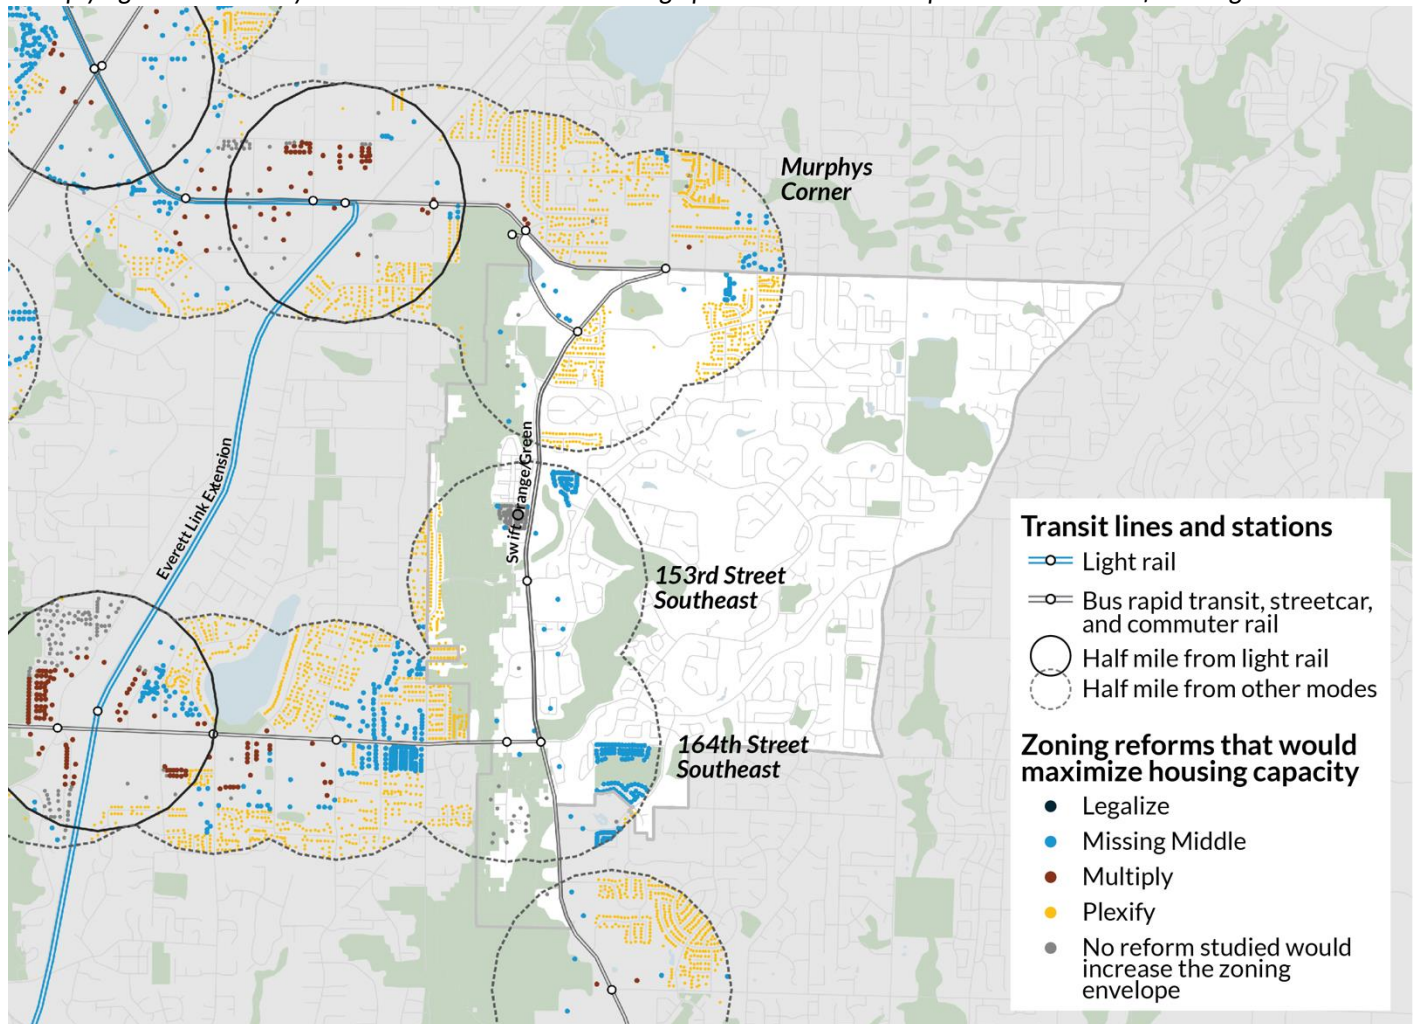 Murphys
Corner
Everett Link Extension
Swift Orange/Green
153rd Street
Southeast
164th Street
Southeast
Transit lines and stations
Light rail
Bus rapid transit, streetcar,
and commuter rail
Half mile from light rail
Half mile from other modes
Zoning reforms that would
maximize housing capacity
Legalize
Missing Middle
Multiply
Plexify
No reform studied would
increase the zoning
envelope